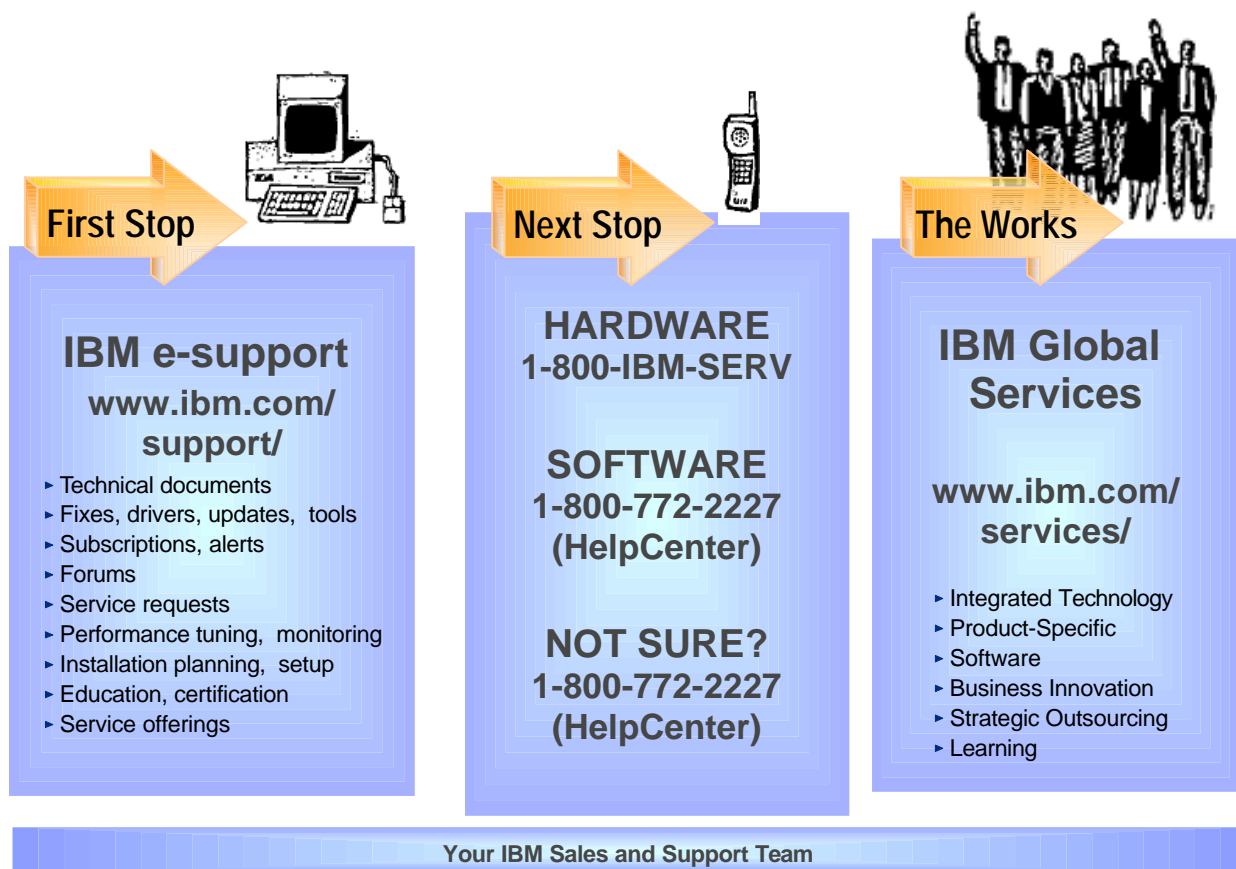 First Stop
IBM e-support
www.ibm.com/
support/
Technical documents
Fixes, drivers, updates, tools
Subscriptions, alerts
Forums
Service requests
Performance tuning, monitoring
Installation planning, setup
Education, certification
Service offerings
Next Stop
HARDWARE
1-800-IBM-SERV
SOFTWARE
1-800-772-2227
(HelpCenter)
NOT SURE?
1-800-772-2227
(HelpCenter)
The Works
IBM Global
Services
www.ibm.com/
services/
Integrated Technology
Product-Specific
Software
Business Innovation
Strategic Outsourcing
Learning
Your IBM Sales and Support Team